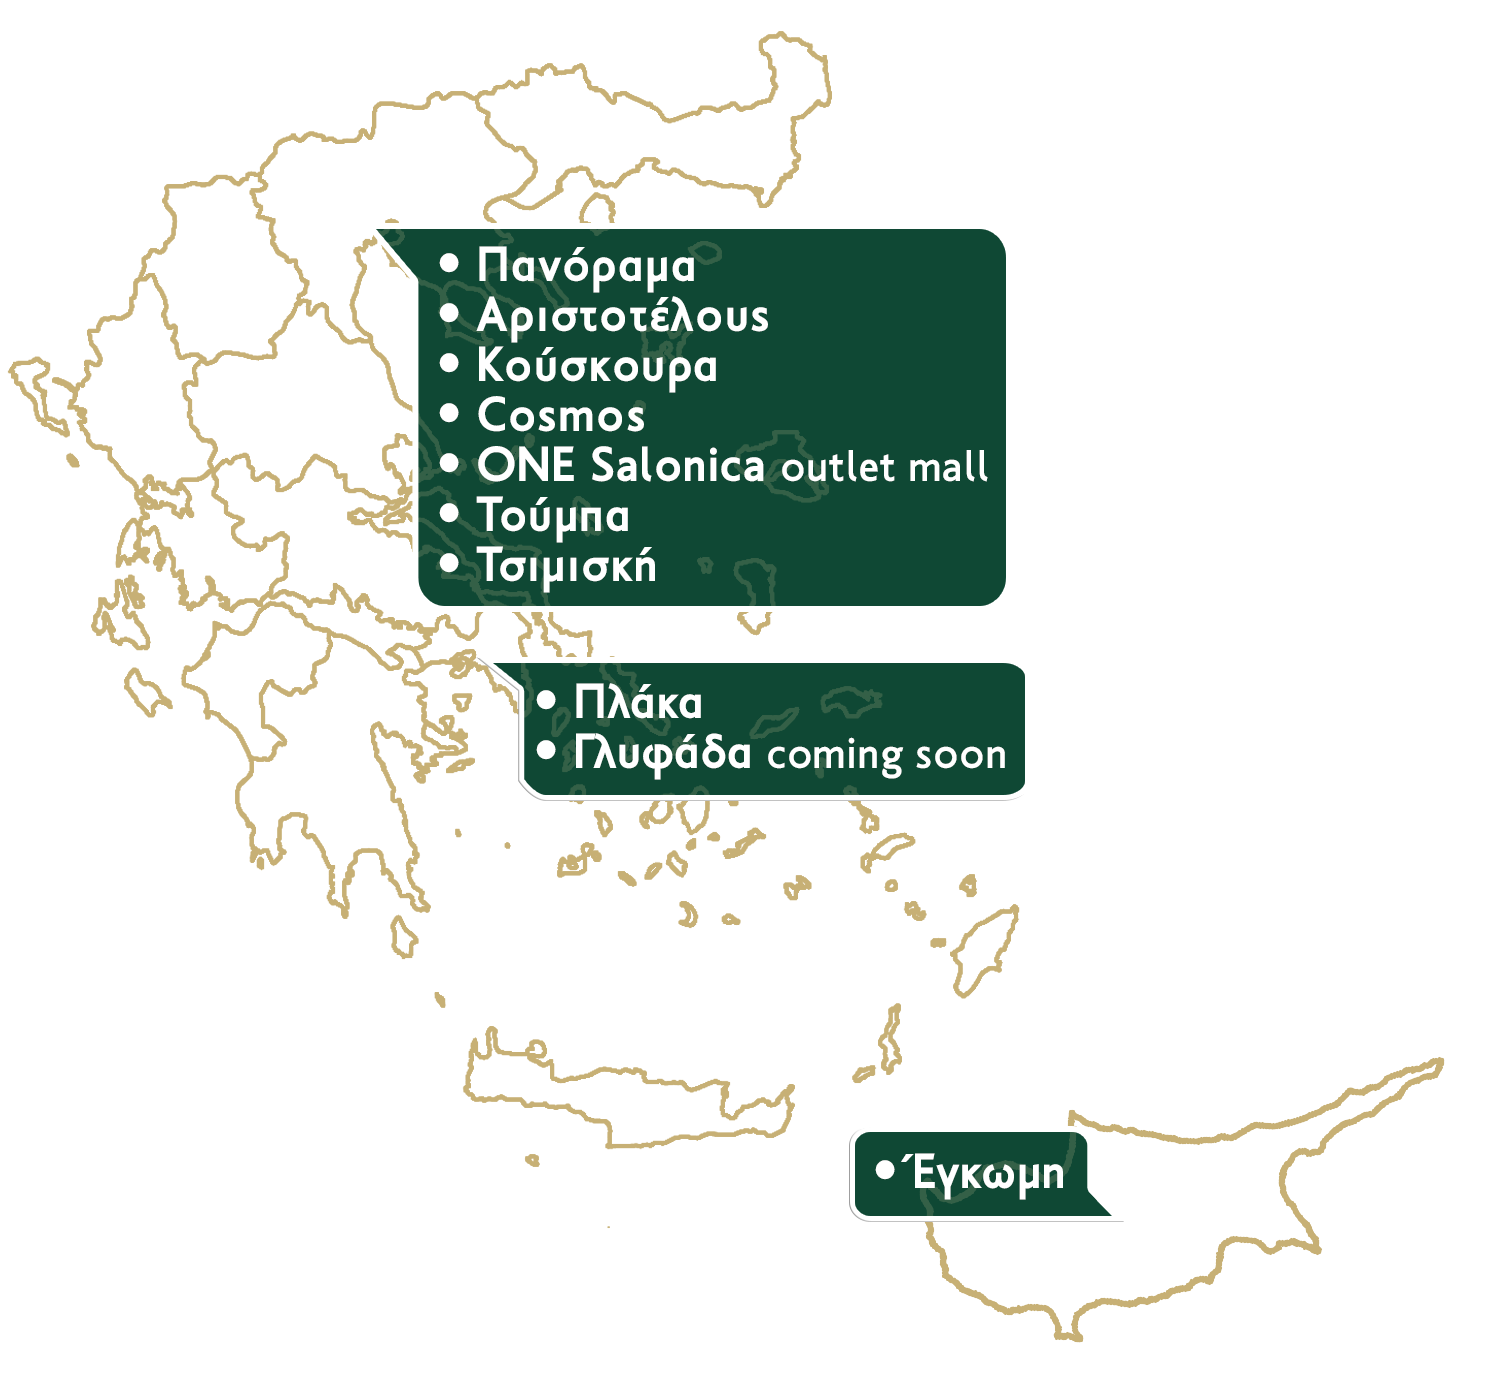 • Πανόραμα
• Αριστοτέλους
• Κούσκουρα
• Cosmos
• ONE Salonica outlet mall
• Τούμπα
• Τσιμισκή
• Πλάκα
• Γλυφάδα coming soon
• Έγκωμη